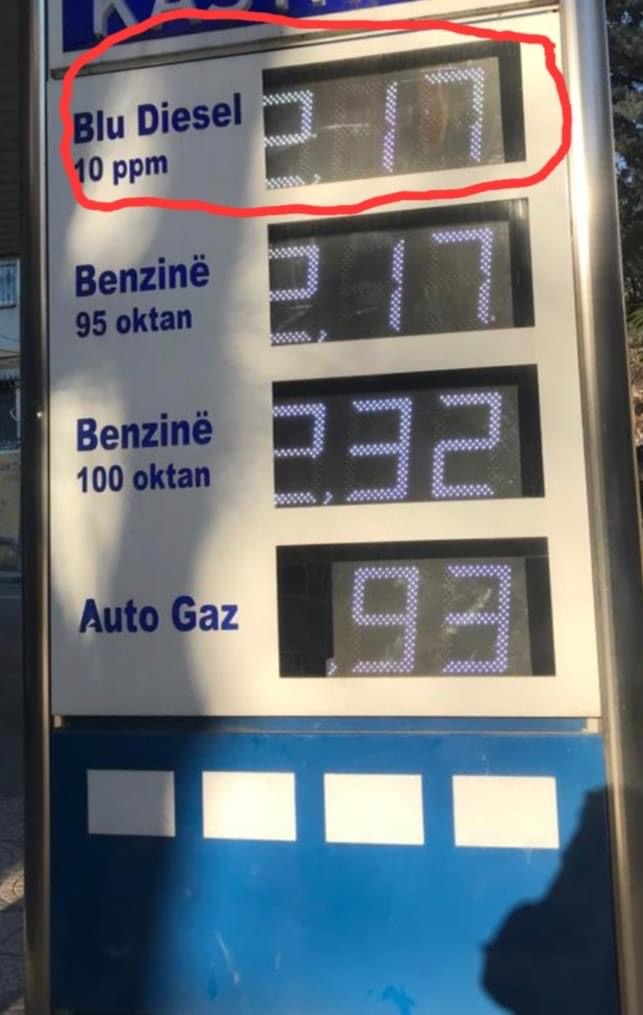 Blu Diesel
10 ppm
2,17
Benzinë
95 oktan
2,17
Benzinë
100 oktan
2,32
Auto Gaz
,93